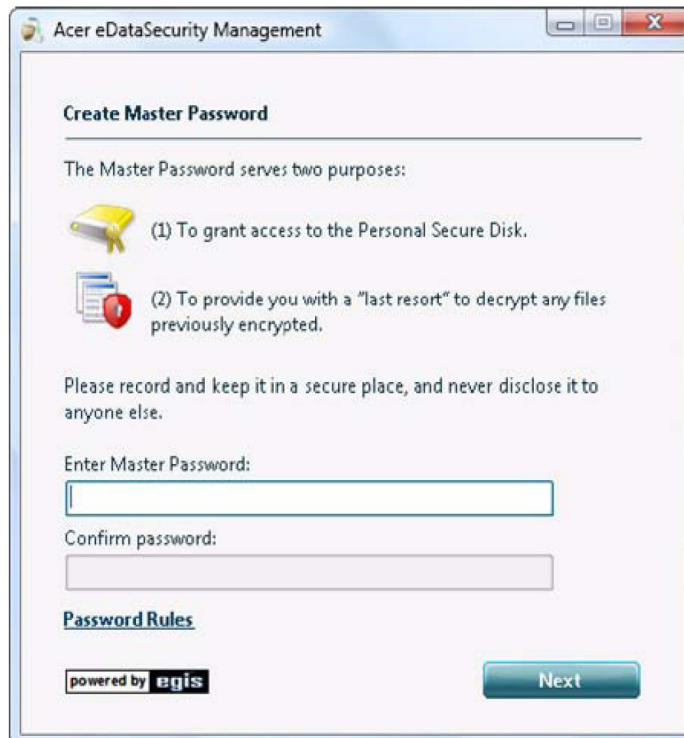 Acer eDataSecurity Management
Create Master Password
The Master Password serves two purposes:
(1) To grant access to the Personal Secure Disk.
(2) To provide you with a "last resort" to decrypt any files
previously encrypted.
Please record and keep it in a secure place, and never disclose it to
anyone else.
Enter Master Password:
Confirm password:
Password Rules
powered by egis
Next